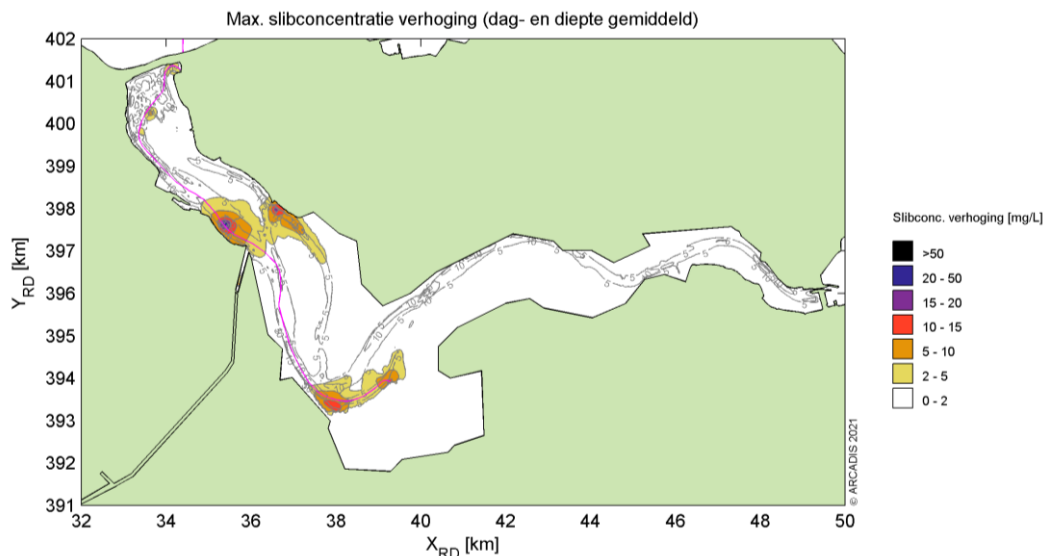 Max. slibconcentratie verhoging (dag- en diepte gemiddeld)
402
401
400
399
398
397
396
395
394
393
392
391
Y_RD [km]
32
34
36
38
40
42
44
46
48
50
X_RD [km]
Slibconc. verhoging [mg/L]
>50
20 - 50
15 - 20
10 - 15
5 - 10
2 - 5
0 - 2
© ARCADIS 2021